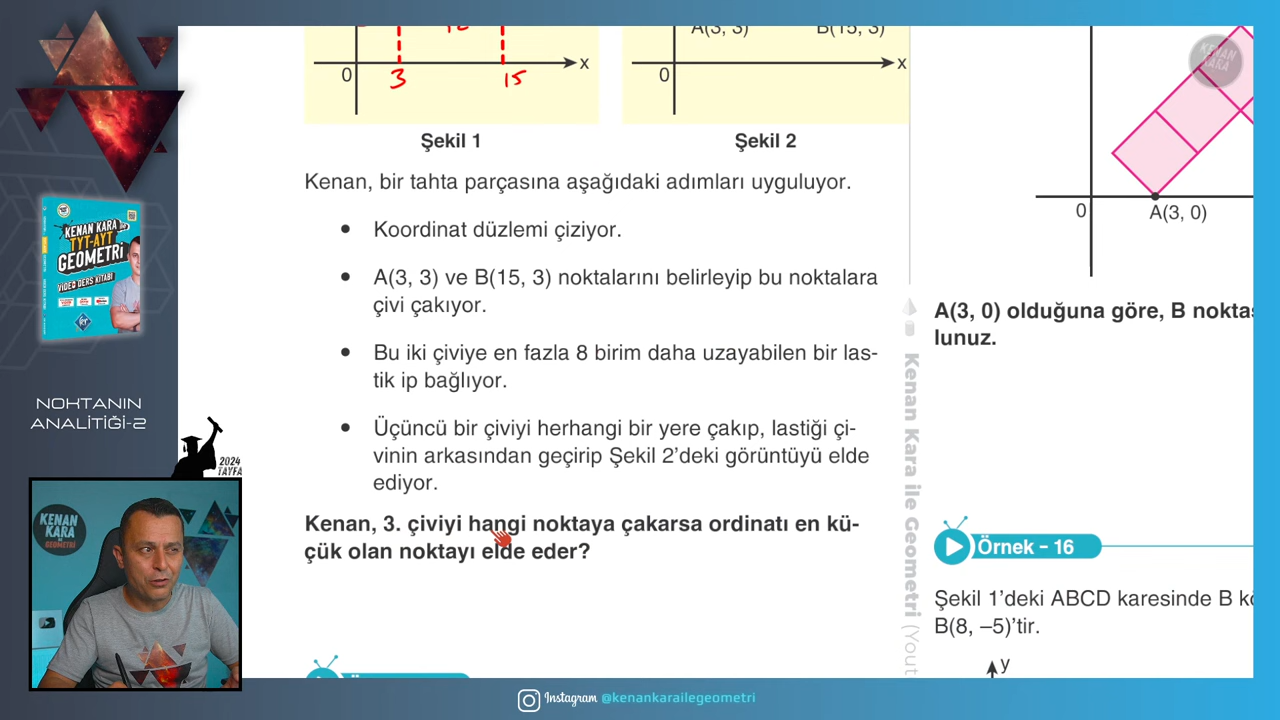 A(3, 3) B(15, 3)
0 3 15 x
0 x
Şekil 1 Şekil 2
Kenan, bir tahta parçasına aşağıdaki adımları uyguluyor.
• Koordinat düzlemi çiziyor.
• A(3, 3) ve B(15, 3) noktalarını belirleyip bu noktalara
çivi çakıyor.
• Bu iki çiviye en fazla 8 birim daha uzayabilen bir las-
tik ip bağlıyor.
• Üçüncü bir çiviyi herhangi bir yere çakıp, lastiği çi-
vinin arkasından geçirip Şekil 2'deki görüntüyü elde
ediyor.
Kenan, 3. çiviyi hangi noktaya çakarsa ordinatı en kü-
çük olan noktayı elde eder?
KENAN
KARA
0 A(3, 0)
A(3, 0) olduğuna göre, B
lunuz.
Kenan Kara ile Geometri (Yout
Örnek – 16
Şekil 1'deki ABCD karesinde B
B(8, –5)'tir.
y
KENAN KARA
TYT-AYT
GEOMETRİ
VİDEO DERS KİTABI
NOKTANIN
ANALİTİĞİ-2
2024
TAYFA
KENAN
KARA
GEOMETRİ
Instagram @kenankarailegeometri